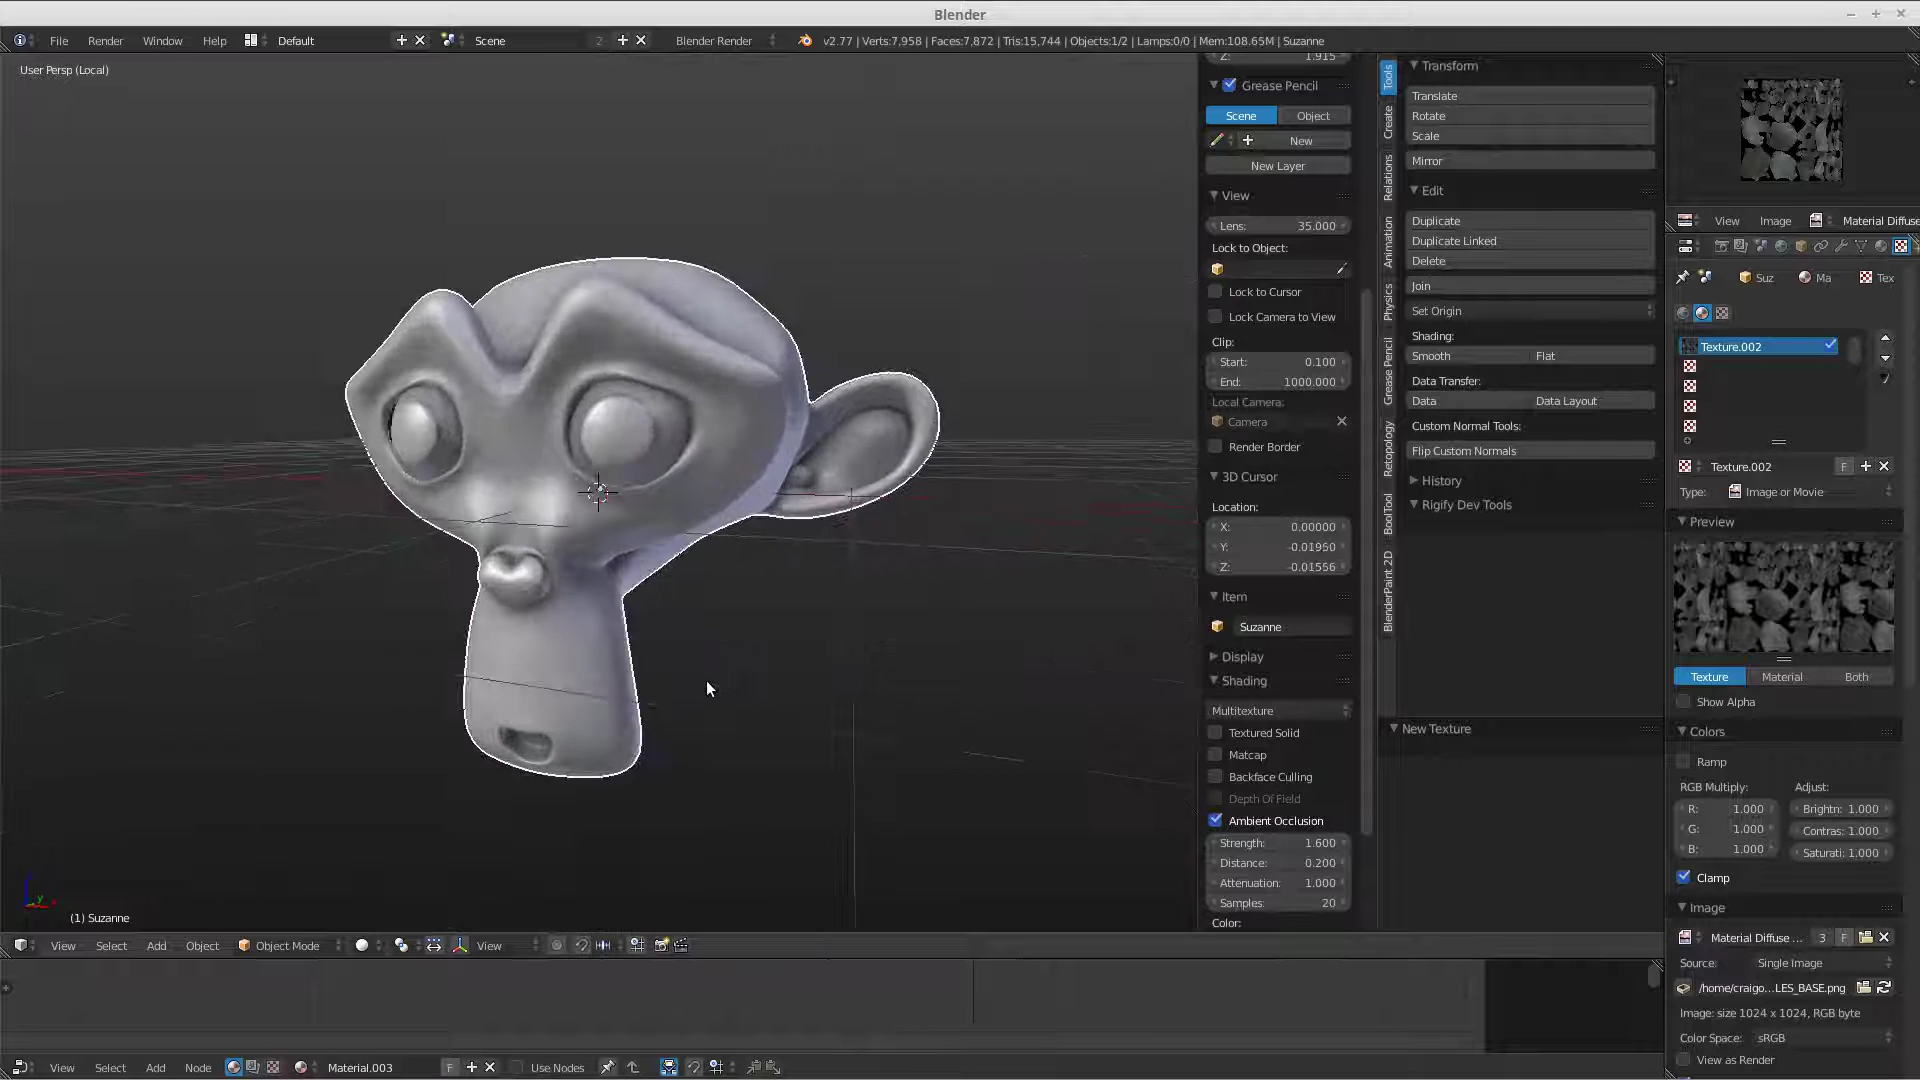 Blender
File Render Window Help Default Scene 2 Blender Render v2.77 | Verts:7,958 | Faces:7,872 | Tris:15,744 | Objects:1/2 | Lamps:0/0 | Mem:108.65M | Suzanne
User Persp (Local)
(1) Suzanne
View Select Add Object Object Mode View
Z: 1.915
Grease Pencil
Scene Object
New
New Layer
View
Lens: 35.000
Lock to Object:
Lock to Cursor
Lock Camera to View
Clip:
Start: 0.100
End: 1000.000
Local Camera:
Camera
Render Border
3D Cursor
Location:
X: 0.00000
Y: -0.01950
Z: -0.01556
Item
Suzanne
Display
Shading
Multitexture
Textured Solid
Matcap
Backface Culling
Depth Of Field
Ambient Occlusion
Strength: 1.600
Distance: 0.200
Attenuation: 1.000
Samples: 20
Color:
Tools
Create
Relations
Animation
Physics
Grease Pencil
Retopology
BoolTool
BlenderPaint 2D
Transform
Translate
Rotate
Scale
Mirror
Edit
Duplicate
Duplicate Linked
Delete
Join
Set Origin
Shading:
Smooth Flat
Data Transfer:
Data Data Layout
Custom Normal Tools:
Flip Custom Normals
History
Rigify Dev Tools
New Texture
View Image Material Diffuse
Suz Ma Tex
Texture.002
Texture.002 F
Type: Image or Movie
Preview
Texture Material Both
Show Alpha
Colors
Ramp
RGB Multiply: Adjust:
R: 1.000 Brightn: 1.000
G: 1.000 Contras: 1.000
B: 1.000 Saturati: 1.000
Clamp
Image
Material Diffuse ... 3 F
Source: Single Image
/home/craigo...LES_BASE.png
Image: size 1024 x 1024, RGB byte
Color Space: sRGB
View as Render
View Select Add Node Material.003 F Use Nodes